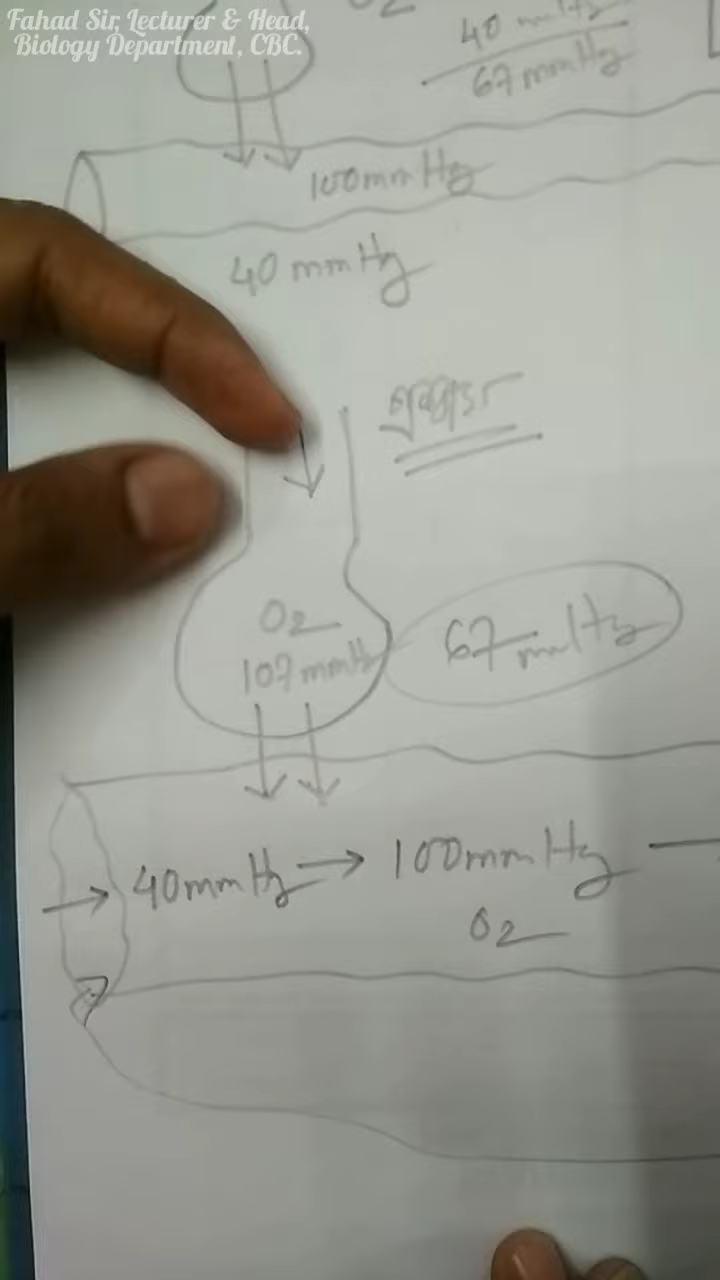 Fahad Sir, Lecturer & Head,
Biology Department, CBC.
40 mmHg
67 mmHg
100mmHg
40 mmHg
O2
107 mmHg
67 mmHg
40mmHg → 100mmHg
O2